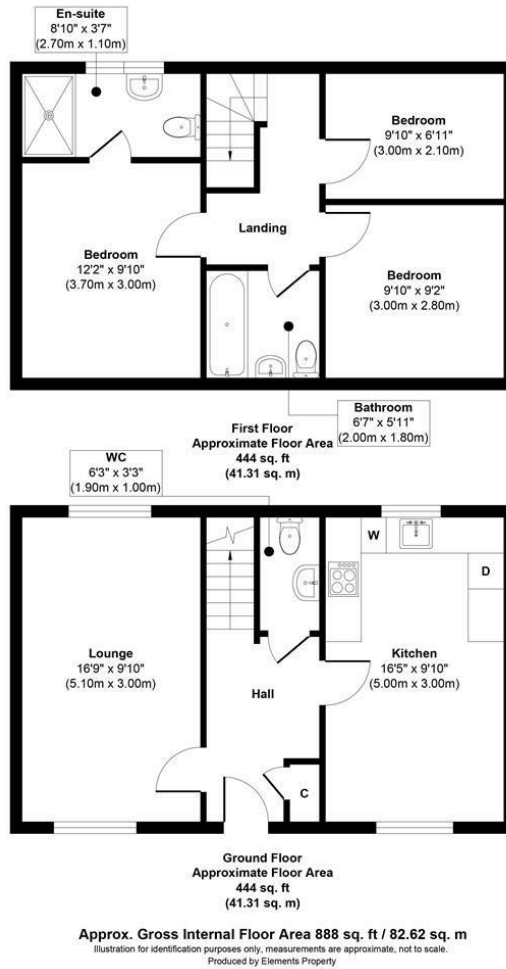 En-suite
8'10" x 3'7"
(2.70m x 1.10m)
Bedroom
9'10" x 6'11"
(3.00m x 2.10m)
Landing
Bedroom
12'2" x 9'10"
(3.70m x 3.00m)
Bedroom
9'10" x 9'2"
(3.00m x 2.80m)
Bathroom
6'7" x 5'11"
(2.00m x 1.80m)
First Floor
Approximate Floor Area
444 sq. ft
(41.31 sq. m)
WC
6'3" x 3'3"
(1.90m x 1.00m)
W
D
Lounge
16'9" x 9'10"
(5.10m x 3.00m)
Kitchen
16'5" x 9'10"
(5.00m x 3.00m)
Hall
C
Ground Floor
Approximate Floor Area
444 sq. ft
(41.31 sq. m)
Approx. Gross Internal Floor Area 888 sq. ft / 82.62 sq. m
Illustration for identification purposes only, measurements are approximate, not to scale.
Produced by Elements Property